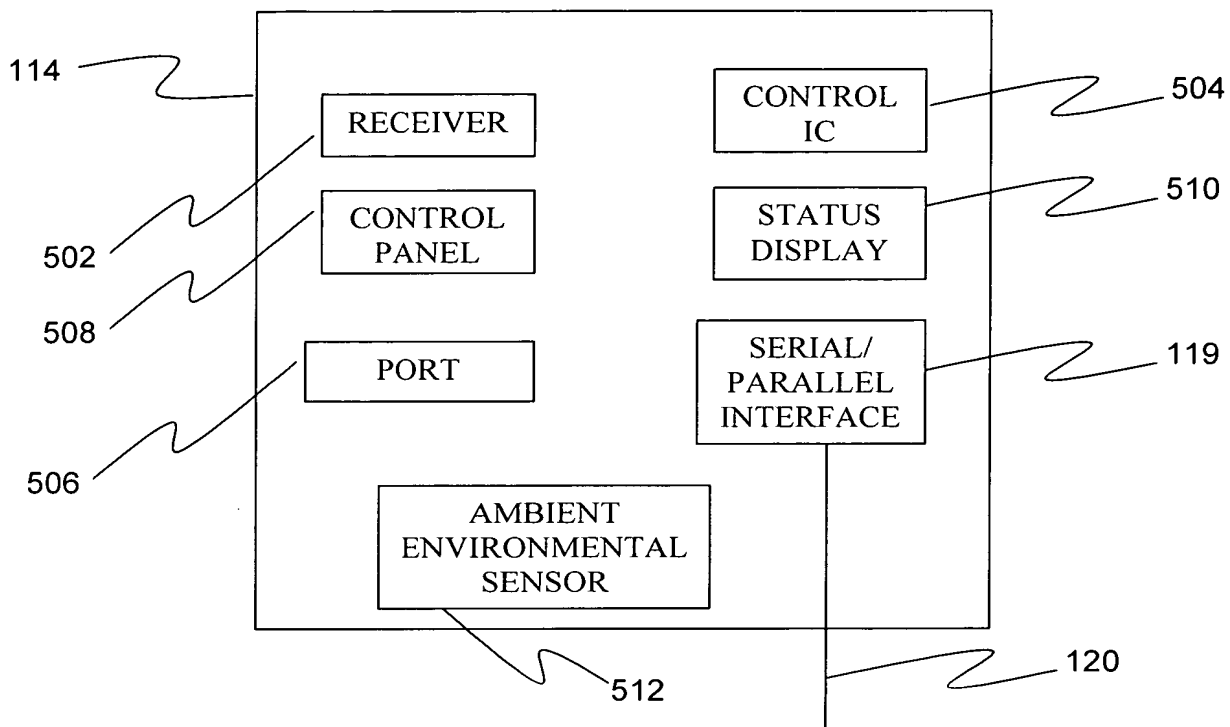 114
RECEIVER
CONTROL
IC
504
502
CONTROL
PANEL
STATUS
DISPLAY
510
508
PORT
SERIAL/
PARALLEL
INTERFACE
119
506
AMBIENT
ENVIRONMENTAL
SENSOR
512
120